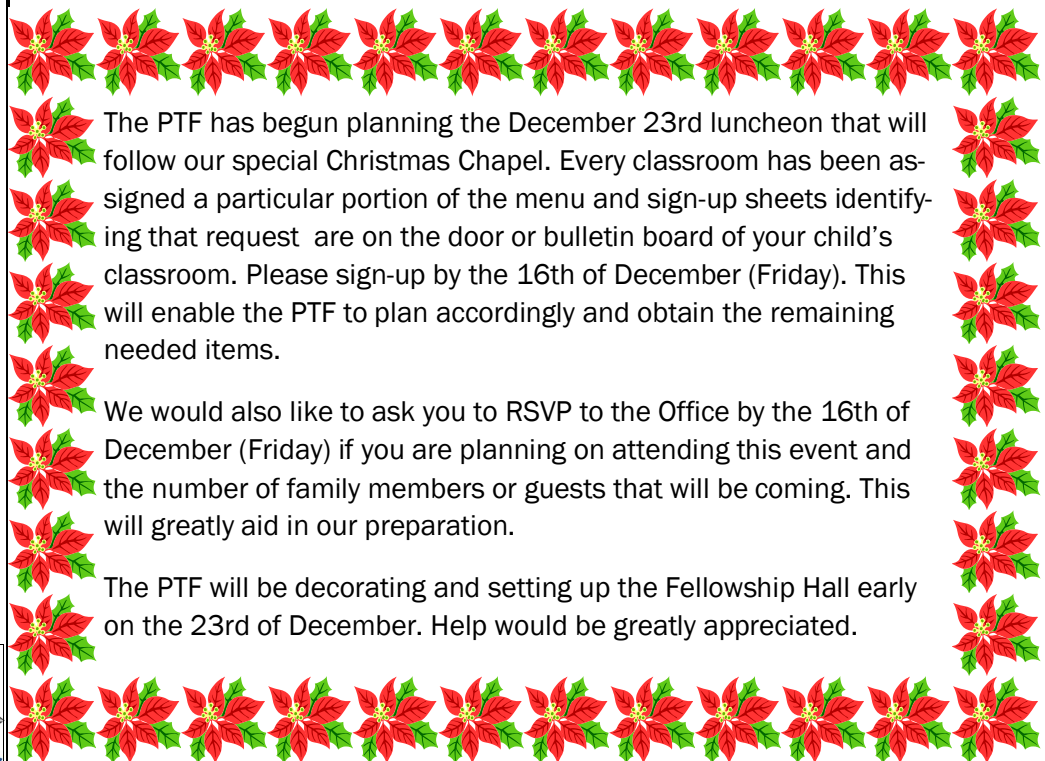 The PTF has begun planning the December 23rd luncheon that will
follow our special Christmas Chapel. Every classroom has been as-
signed a particular portion of the menu and sign-up sheets identify-
ing that request  are on the door or bulletin board of your child's
classroom. Please sign-up by the 16th of December (Friday). This
will enable the PTF to plan accordingly and obtain the remaining
needed items.
We would also like to ask you to RSVP to the Office by the 16th of
December (Friday) if you are planning on attending this event and
the number of family members or guests that will be coming. This
will greatly aid in our preparation.
The PTF will be decorating and setting up the Fellowship Hall early
on the 23rd of December. Help would be greatly appreciated.